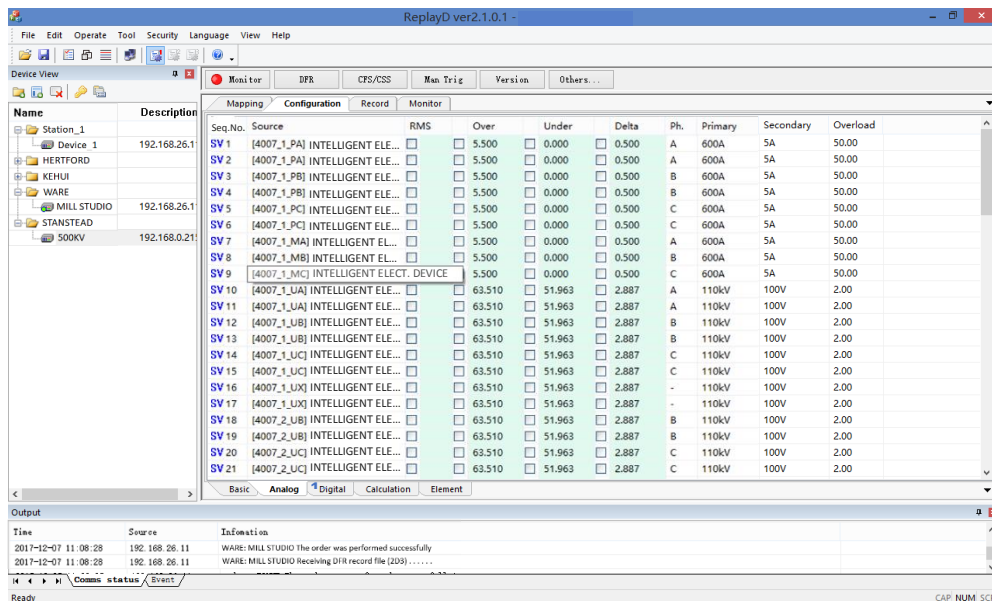 ReplayD ver2.1.0.1 -
File Edit Operate Tool Security Language View Help
Device View
Monitor DFR CFS/CSS Man Trig Version Others...
Mapping Configuration Record Monitor
Name Description
Station_1
Device 1 192.168.26.1
HERTFORD
KEHUI
WARE
MILL STUDIO 192.168.26.1
STANSTEAD
500KV 192.168.0.21
Seq.No. Source RMS Over Under Delta Ph. Primary Secondary Overload
SV 1 [4007_1_PA] INTELLIGENT ELE... 5.500 0.000 0.500 A 600A 5A 50.00
SV 2 [4007_1_PA] INTELLIGENT ELE... 5.500 0.000 0.500 A 600A 5A 50.00
SV 3 [4007_1_PB] INTELLIGENT ELE... 5.500 0.000 0.500 B 600A 5A 50.00
SV 4 [4007_1_PB] INTELLIGENT ELE... 5.500 0.000 0.500 B 600A 5A 50.00
SV 5 [4007_1_PC] INTELLIGENT ELE... 5.500 0.000 0.500 C 600A 5A 50.00
SV 6 [4007_1_PC] INTELLIGENT ELE... 5.500 0.000 0.500 C 600A 5A 50.00
SV 7 [4007_1_MA] INTELLIGENT EL... 5.500 0.000 0.500 A 600A 5A 50.00
SV 8 [4007_1_MB] INTELLIGENT EL... 5.500 0.000 0.500 B 600A 5A 50.00
SV 9 [4007_1_MC] INTELLIGENT ELECT. DEVICE 5.500 0.000 0.500 C 600A 5A 50.00
SV 10 [4007_1_UA] INTELLIGENT ELE... 63.510 51.963 2.887 A 110kV 100V 2.00
SV 11 [4007_1_UA] INTELLIGENT ELE... 63.510 51.963 2.887 A 110kV 100V 2.00
SV 12 [4007_1_UB] INTELLIGENT ELE... 63.510 51.963 2.887 B 110kV 100V 2.00
SV 13 [4007_1_UB] INTELLIGENT ELE... 63.510 51.963 2.887 B 110kV 100V 2.00
SV 14 [4007_1_UC] INTELLIGENT ELE... 63.510 51.963 2.887 C 110kV 100V 2.00
SV 15 [4007_1_UC] INTELLIGENT ELE... 63.510 51.963 2.887 C 110kV 100V 2.00
SV 16 [4007_1_UX] INTELLIGENT ELE... 63.510 51.963 2.887 - 110kV 100V 2.00
SV 17 [4007_1_UX] INTELLIGENT ELE... 63.510 51.963 2.887 - 110kV 100V 2.00
SV 18 [4007_2_UB] INTELLIGENT ELE... 63.510 51.963 2.887 B 110kV 100V 2.00
SV 19 [4007_2_UB] INTELLIGENT ELE... 63.510 51.963 2.887 B 110kV 100V 2.00
SV 20 [4007_2_UC] INTELLIGENT ELE... 63.510 51.963 2.887 C 110kV 100V 2.00
SV 21 [4007_2_UC] INTELLIGENT ELE... 63.510 51.963 2.887 C 110kV 100V 2.00
Basic Analog Digital Calculation Element
Output
Time Source Infomation
2017-12-07 11:08:28 192.168.26.11 WARE: MILL STUDIO The order was performed successfully
2017-12-07 11:08:28 192.168.26.11 WARE: MILL STUDIO Receiving DFR record file (2D3) ......
Comms status Event
Ready CAP NUM SC